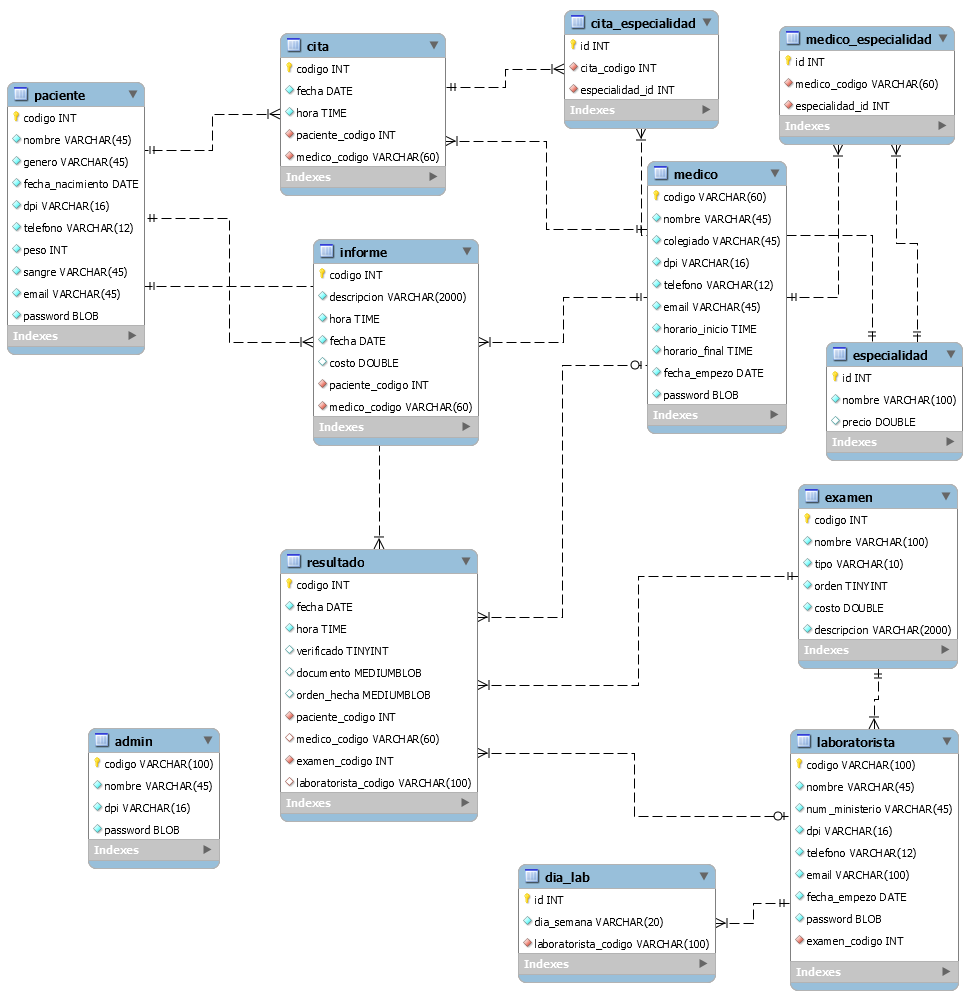 cita
codigo INT
fecha DATE
hora TIME
paciente_codigo INT
medico_codigo VARCHAR(60)
Indexes
cita_especialidad
id INT
cita_codigo INT
especialidad_id INT
Indexes
medico_especialidad
id INT
medico_codigo VARCHAR(60)
especialidad_id INT
Indexes
paciente
codigo INT
nombre VARCHAR(45)
genero VARCHAR(45)
fecha_nacimiento DATE
dpi VARCHAR(16)
telefono VARCHAR(12)
peso INT
sangre VARCHAR(45)
email VARCHAR(45)
password BLOB
Indexes
medico
codigo VARCHAR(60)
nombre VARCHAR(45)
colegiado VARCHAR(45)
dpi VARCHAR(16)
telefono VARCHAR(12)
email VARCHAR(45)
horario_inicio TIME
horario_final TIME
fecha_empezo DATE
password BLOB
Indexes
informe
codigo INT
descripcion VARCHAR(2000)
hora TIME
fecha DATE
costo DOUBLE
paciente_codigo INT
medico_codigo VARCHAR(60)
Indexes
especialidad
id INT
nombre VARCHAR(100)
precio DOUBLE
Indexes
examen
codigo INT
nombre VARCHAR(100)
tipo VARCHAR(10)
orden TINYINT
costo DOUBLE
descripcion VARCHAR(2000)
Indexes
resultado
codigo INT
fecha DATE
hora TIME
verificado TINYINT
documento MEDIUMBLOB
orden_hecha MEDIUMBLOB
paciente_codigo INT
medico_codigo VARCHAR(60)
examen_codigo INT
laboratorista_codigo VARCHAR(100)
Indexes
admin
codigo VARCHAR(100)
nombre VARCHAR(45)
dpi VARCHAR(16)
password BLOB
Indexes
laboratorista
codigo VARCHAR(100)
nombre VARCHAR(45)
num_ministerio VARCHAR(45)
dpi VARCHAR(16)
telefono VARCHAR(12)
email VARCHAR(100)
fecha_empezo DATE
password BLOB
examen_codigo INT
Indexes
dia_lab
id INT
dia_semana VARCHAR(20)
laboratorista_codigo VARCHAR(100)
Indexes